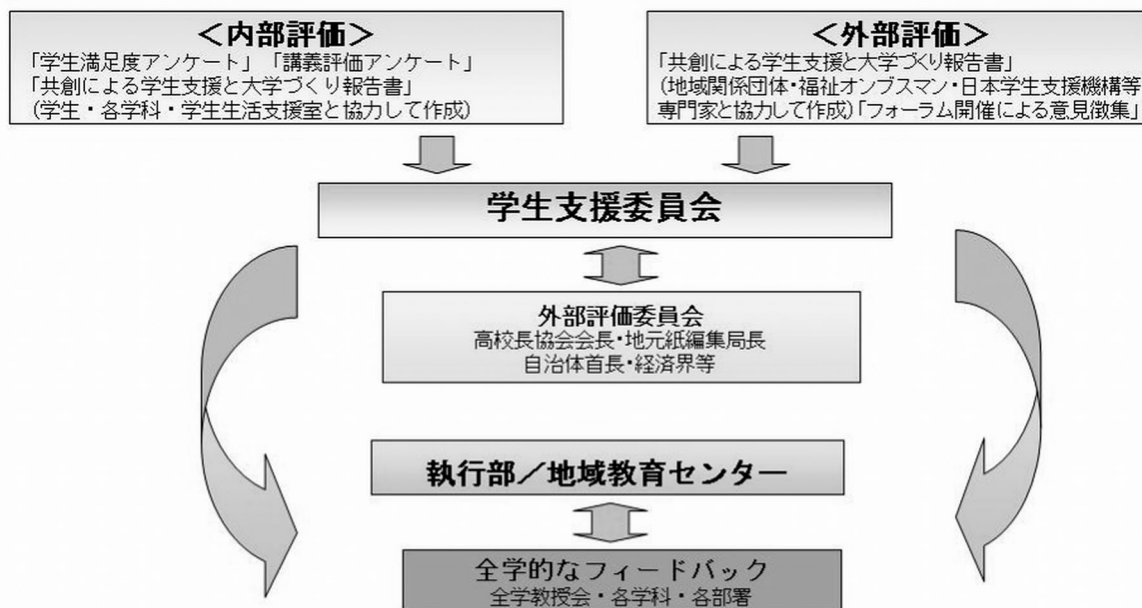 ＜内部評価＞
「学生満足度アンケート」「講義評価アンケート」
「共創による学生支援と大学づくり報告書」
(学生・各学科・学生生活支援室と協力して作成)
＜外部評価＞
「共創による学生支援と大学づくり報告書」
(地域関係団体・福祉オンブスマン・日本学生支援機構等
専門家と協力して作成)「フォーラム開催による意見徴集」
学生支援委員会
外部評価委員会
高校長協会会長・地元紙編集局長
自治体首長・経済界等
執行部／地域教育センター
全学的なフィードバック
全学教授会・各学科・各部署